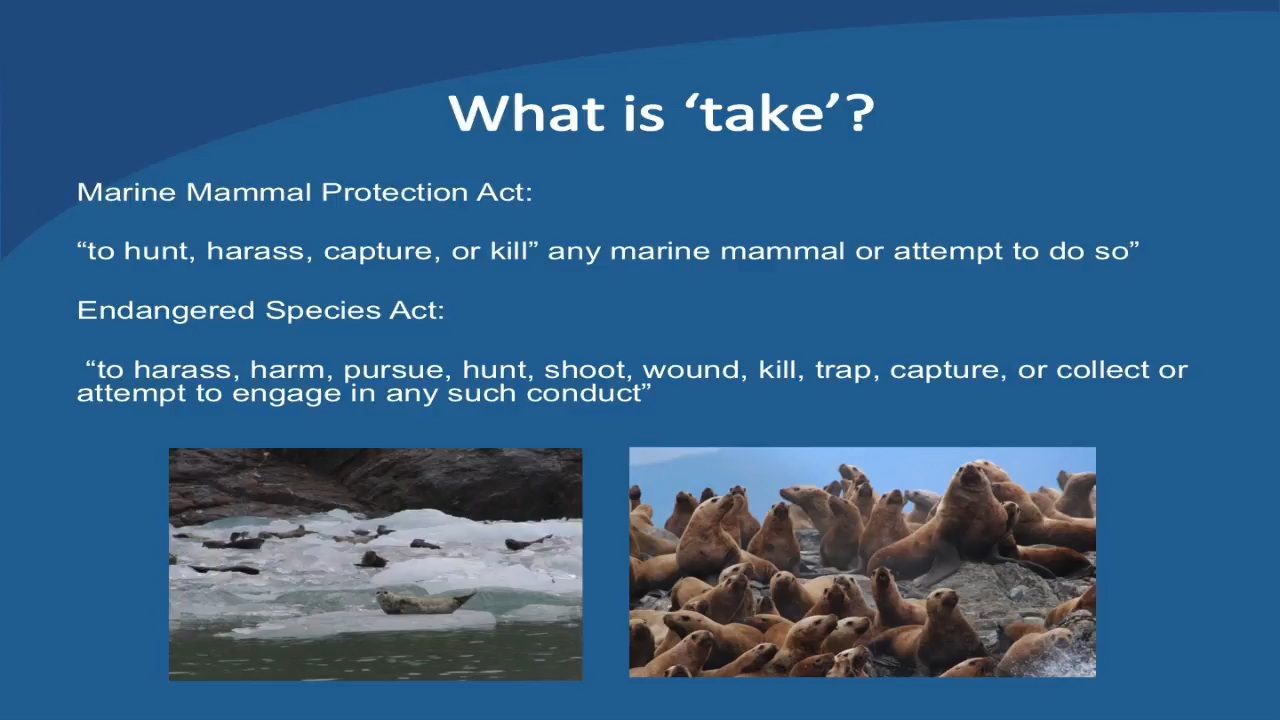 What is ‘take’?
Marine Mammal Protection Act:
“to hunt, harass, capture, or kill” any marine mammal or attempt to do so”
Endangered Species Act:
“to harass, harm, pursue, hunt, shoot, wound, kill, trap, capture, or collect or
attempt to engage in any such conduct”